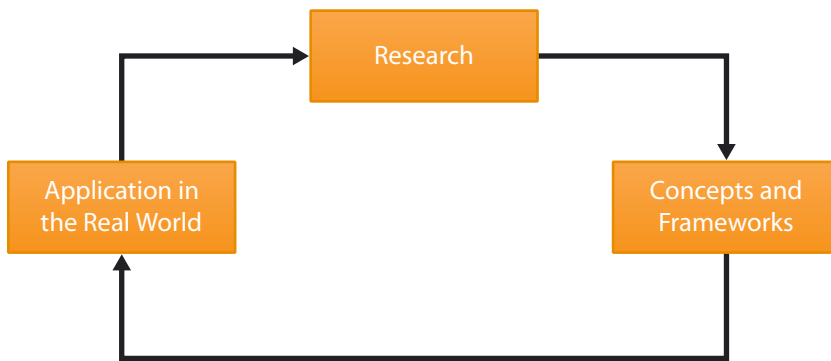 Research
Application in
the Real World
Concepts and
Frameworks